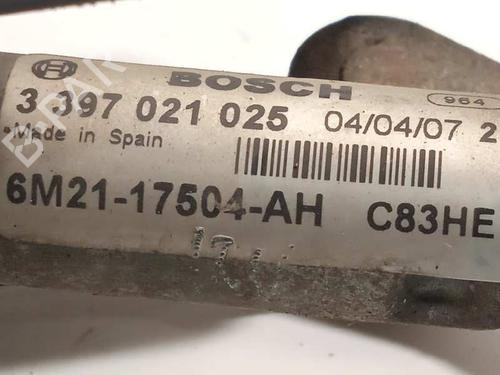 BOSCH
964
3 397 021 025 04/04/07 2
*Made in Spain
6M21-17504-AH C83HE